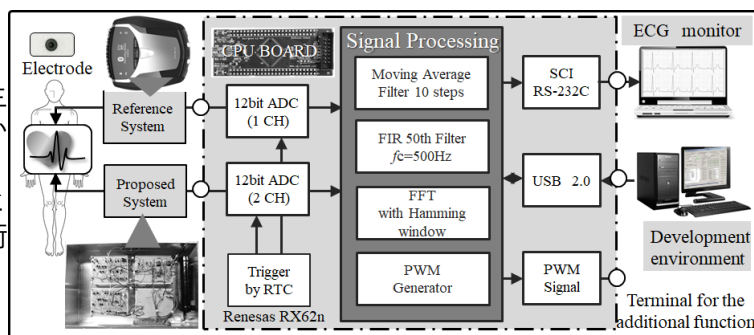 Electrode
Reference
System
Proposed
System
CPU BOARD
12bit ADC
(1 CH)
12bit ADC
(2 CH)
Trigger
by RTC
Renesas RX62n
Signal Processing
Moving Average
Filter 10 steps
FIR 50th Filter
fc=500Hz
FFT
with Hamming
window
PWM
Generator
SCI
RS-232C
USB 2.0
PWM
Signal
ECG monitor
Development
environment
Terminal for the
additional function